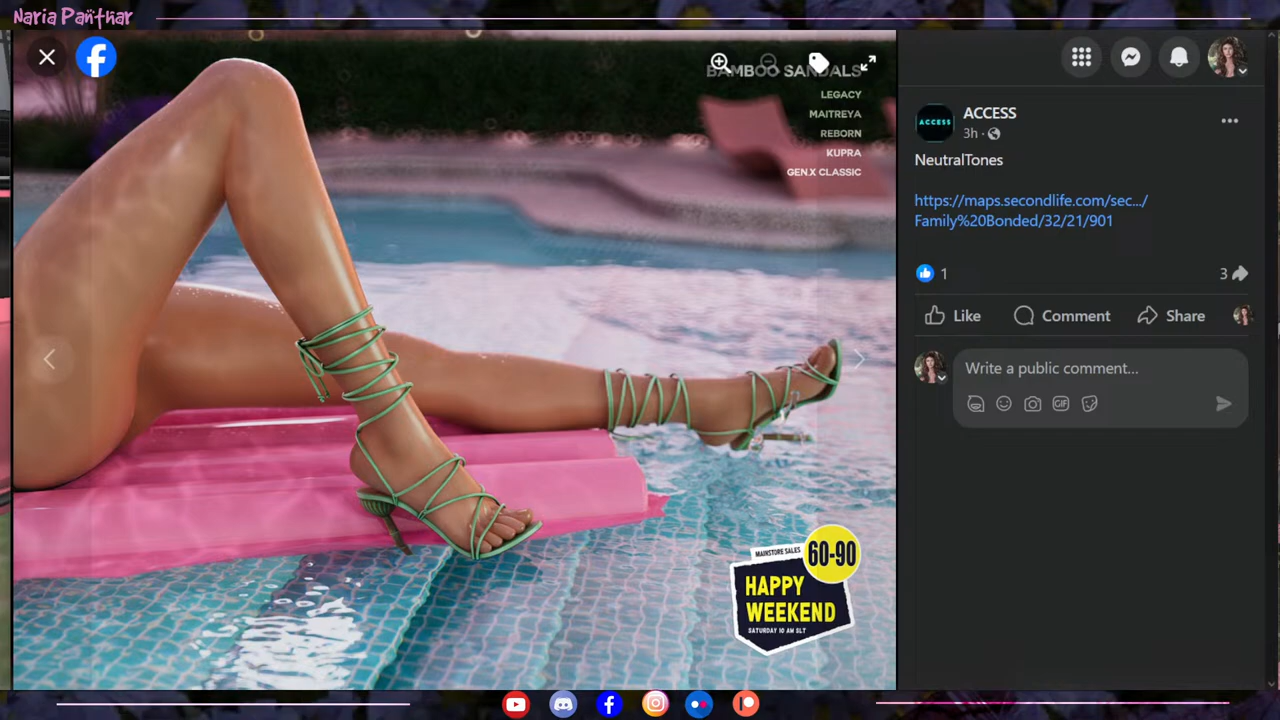 Naria Panthar
BAMBOO SANDALS
LEGACY
MAITREYA
REBORN
KUPRA
GEN.X CLASSIC
MAINSTORE SALES
60-90
HAPPY
WEEKEND
SATURDAY 10 AM SLT
ACCESS
ACCESS
3h ·
NeutralTones
https://maps.secondlife.com/sec.../
Family%20Bonded/32/21/901
1
3
Like
Comment
Share
Write a public comment...
GIF